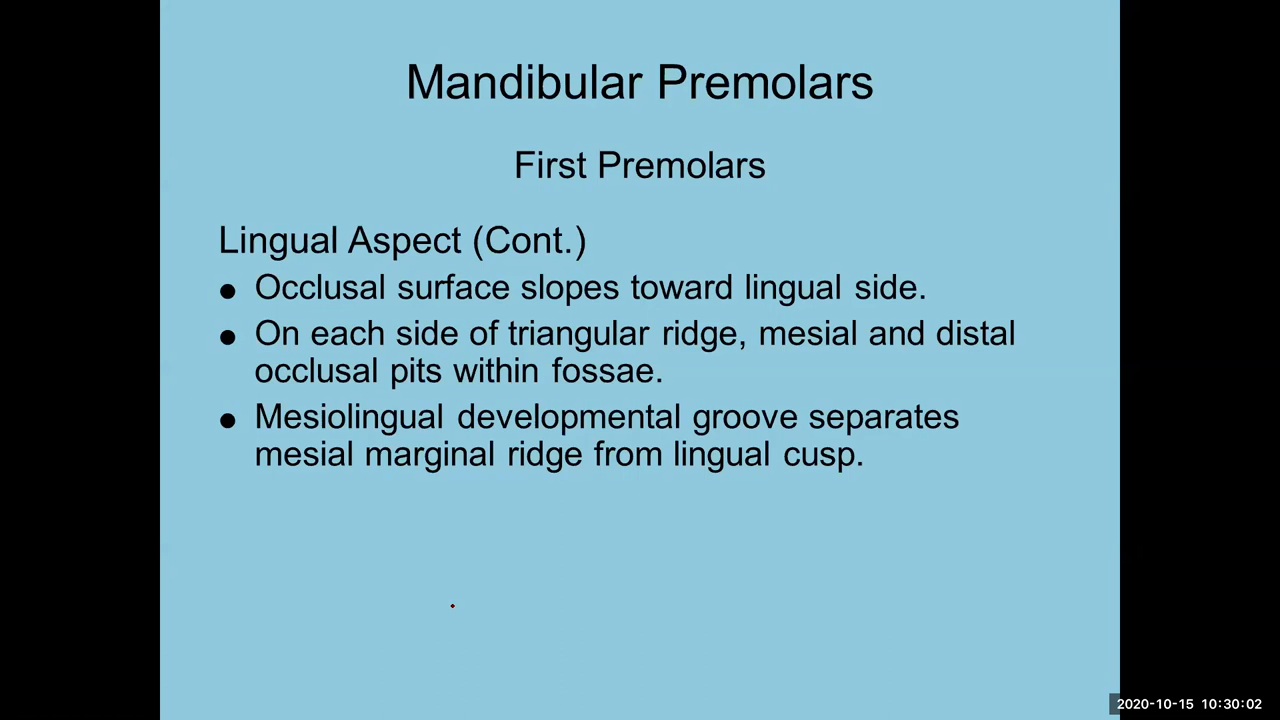 Mandibular Premolars
First Premolars
Lingual Aspect (Cont.)
● Occlusal surface slopes toward lingual side.
● On each side of triangular ridge, mesial and distal
occlusal pits within fossae.
● Mesiolingual developmental groove separates
mesial marginal ridge from lingual cusp.
2020-10-15 10:30:02